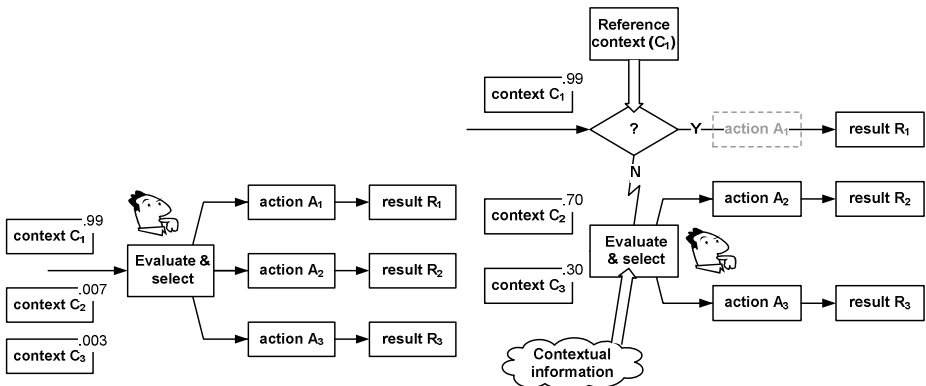 .99
context C₁
.007
context C₂
.003
context C₃
Evaluate &
select
action A₁
result R₁
action A₂
result R₂
action A₃
result R₃
Reference
context (C₁)
.99
context C₁
?
Y
action A₁
result R₁
N
.70
context C₂
.30
context C₃
Evaluate
& select
action A₂
result R₂
action A₃
result R₃
Contextual
information